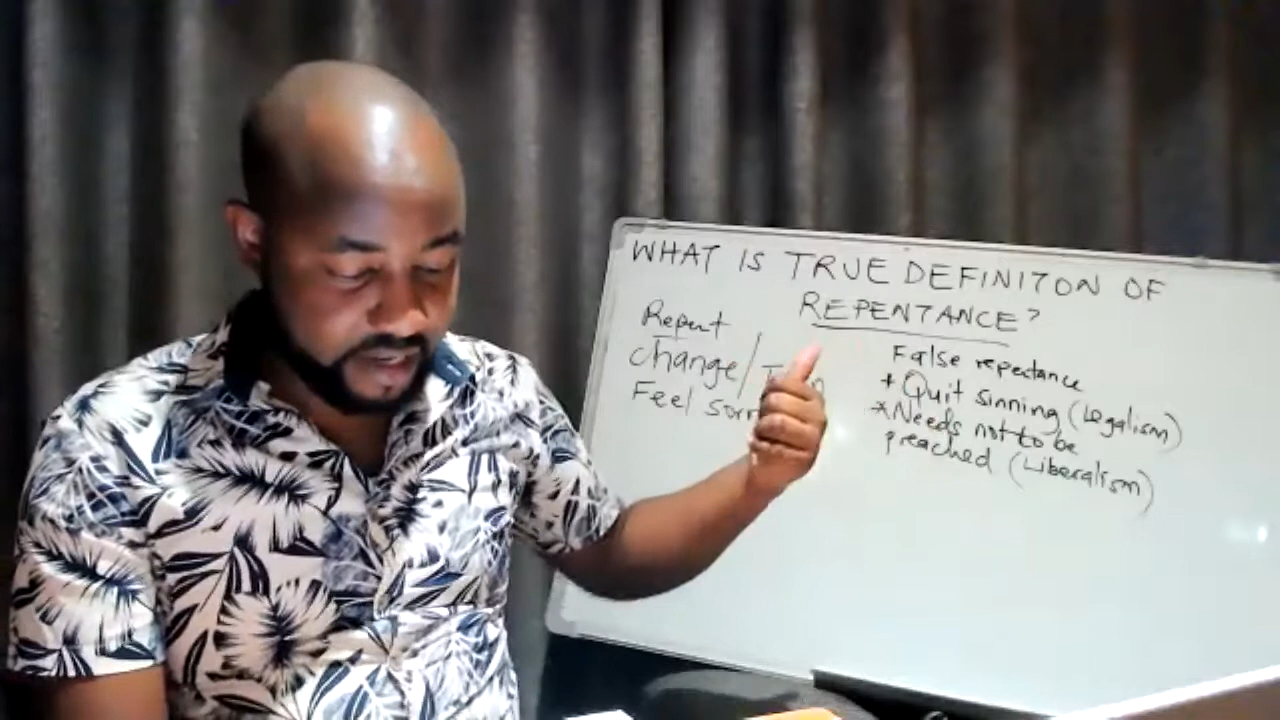 WHAT IS TRUE DEFINITON OF
REPENTANCE?
Repent
change/
Feel
False repectance
* Quit sinning (Legalism)
* Needs not to be
preached (Liberalism)